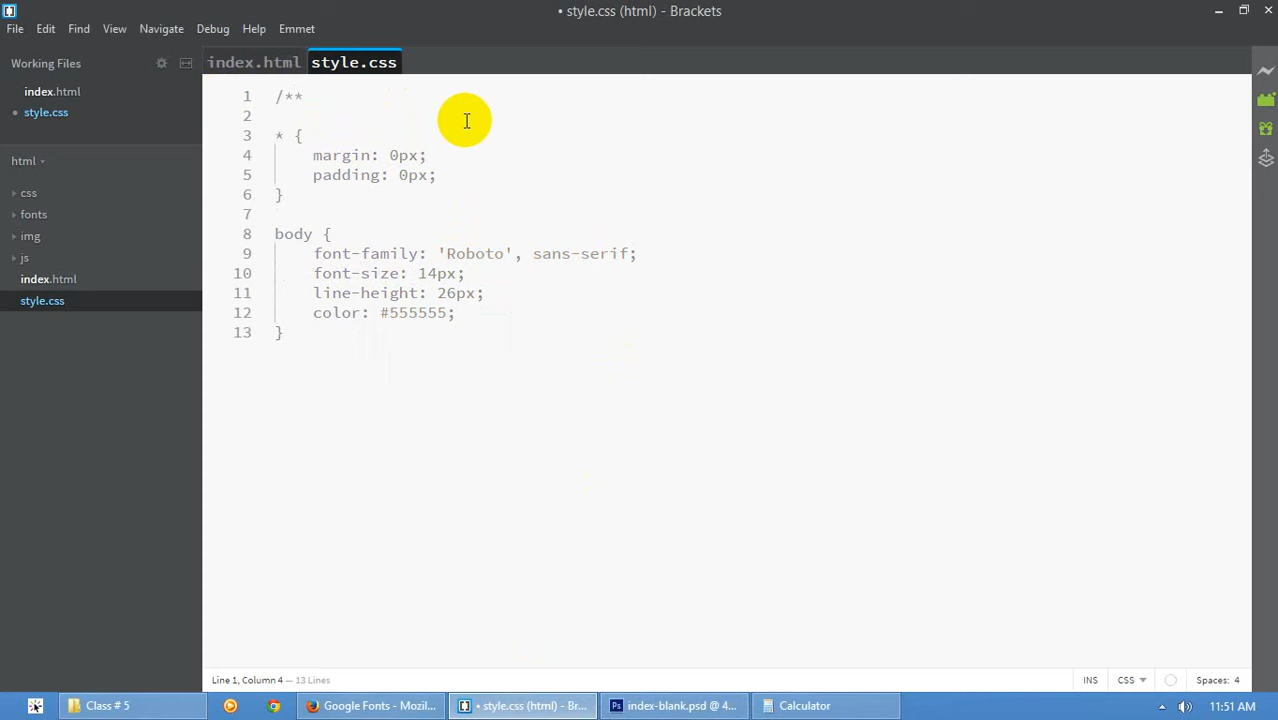 • style.css (html) - Brackets
File Edit Find View Navigate Debug Help Emmet
Working Files
index.html
• style.css
html
css
fonts
img
js
index.html
style.css
index.html style.css
1 /**
2
3 * {
4 margin: 0px;
5 padding: 0px;
6 }
7
8 body {
9 font-family: 'Roboto', sans-serif;
10 font-size: 14px;
11 line-height: 26px;
12 color: #555555;
13 }
Line 1, Column 4 — 13 Lines
INS CSS Spaces: 4
Class # 5 Google Fonts - Mozil... • style.css (html) - Br... Ps index-blank.psd @ 4... Calculator 11:51 AM